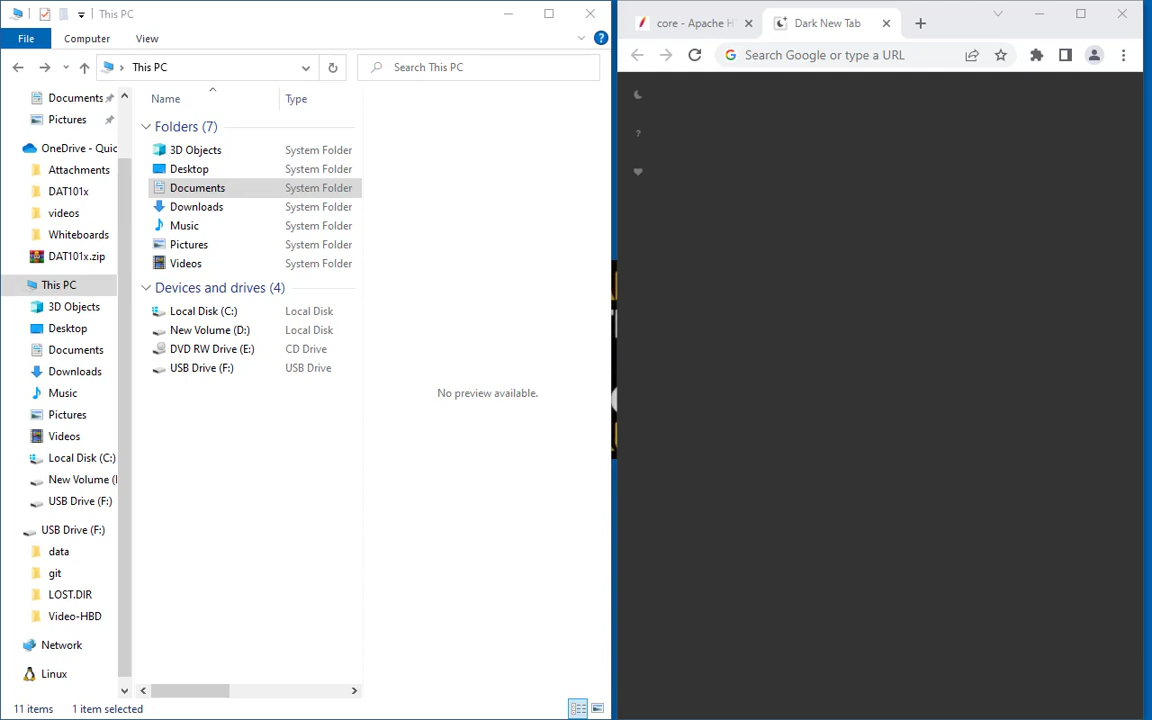 This PC
File
Computer
View
This PC
Search This PC
Documents
Pictures
OneDrive - Quic
Attachments
DAT101x
videos
Whiteboards
DAT101x.zip
This PC
3D Objects
Desktop
Documents
Downloads
Music
Pictures
Videos
Local Disk (C:)
New Volume (
USB Drive (F:)
USB Drive (F:)
data
git
LOST.DIR
Video-HBD
Network
Linux
Name
Type
Folders (7)
3D Objects System Folder
Desktop System Folder
Documents System Folder
Downloads System Folder
Music System Folder
Pictures System Folder
Videos System Folder
Devices and drives (4)
Local Disk (C:) Local Disk
New Volume (D:) Local Disk
DVD RW Drive (E:) CD Drive
USB Drive (F:) USB Drive
No preview available.
11 items
1 item selected
core - Apache H
Dark New Tab
Search Google or type a URL
?